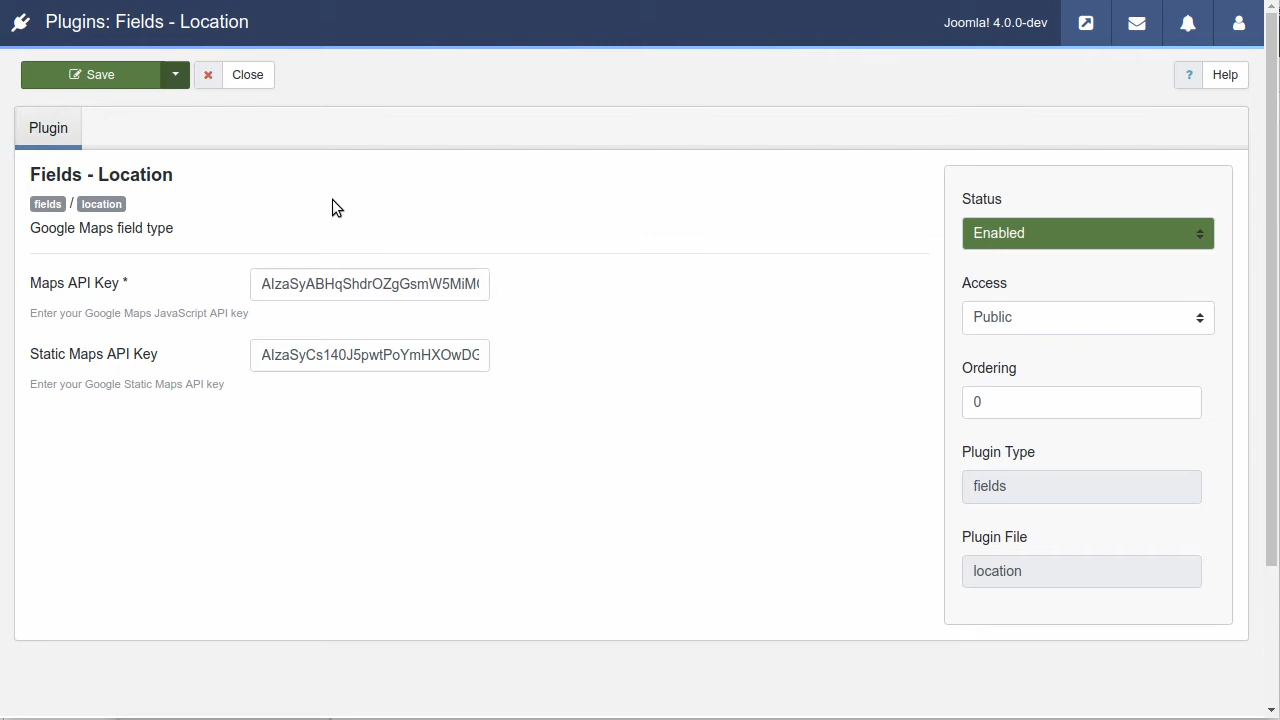 Plugins: Fields - Location
Joomla! 4.0.0-dev
Save
Close
? Help
Plugin
Fields - Location
fields / location
Google Maps field type
Maps API Key *
AIzaSyABHqShdrOZgGsmW5MiM
Enter your Google Maps JavaScript API key
Static Maps API Key
AIzaSyCs140J5pwtPoYmHXOwDG
Enter your Google Static Maps API key
Status
Enabled
Access
Public
Ordering
0
Plugin Type
fields
Plugin File
location